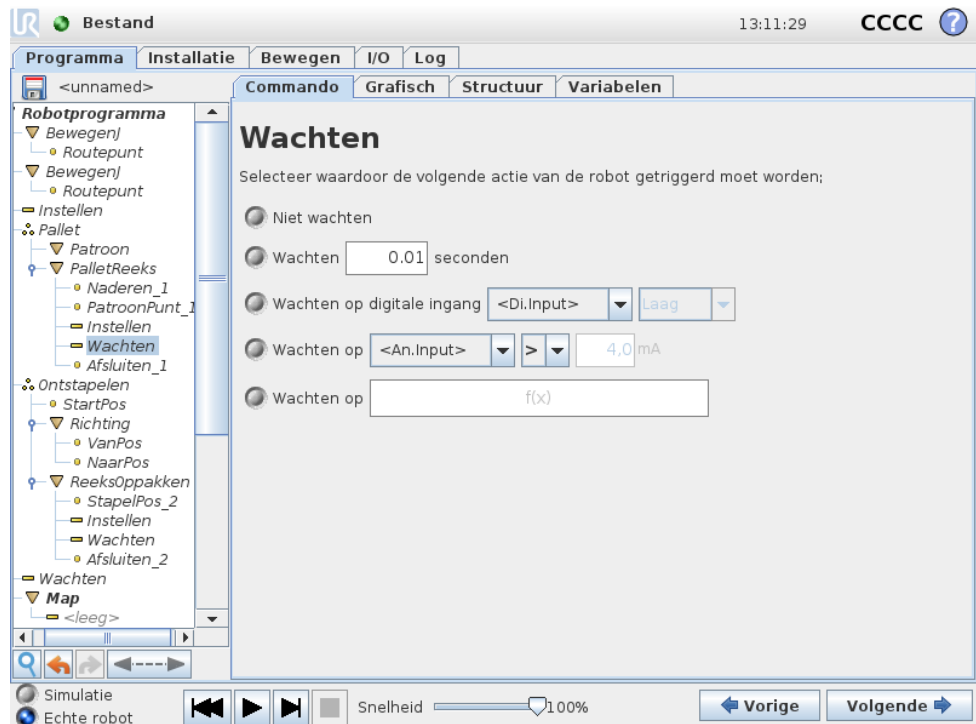 UR Bestand 13:11:29 CCCC ?
Programma Installatie Bewegen I/O Log
<unnamed>
Commando Grafisch Structuur Variabelen
Robotprogramma
BewegenJ
Routepunt
BewegenJ
Routepunt
Instellen
Pallet
Patroon
PalletReeks
Naderen_1
PatroonPunt_1
Instellen
Wachten
Afsluiten_1
Ontstapelen
StartPos
Richting
VanPos
NaarPos
ReeksOppakken
StapelPos_2
Instellen
Wachten
Afsluiten_2
Wachten
Map
<leeg>
Wachten
Selecteer waardoor de volgende actie van de robot getriggerd moet worden;
Niet wachten
Wachten 0.01 seconden
Wachten op digitale ingang <Di.Input> Laag
Wachten op <An.Input> > 4,0 mA
Wachten op f(x)
Simulatie
Echte robot
Snelheid 100%
Vorige Volgende